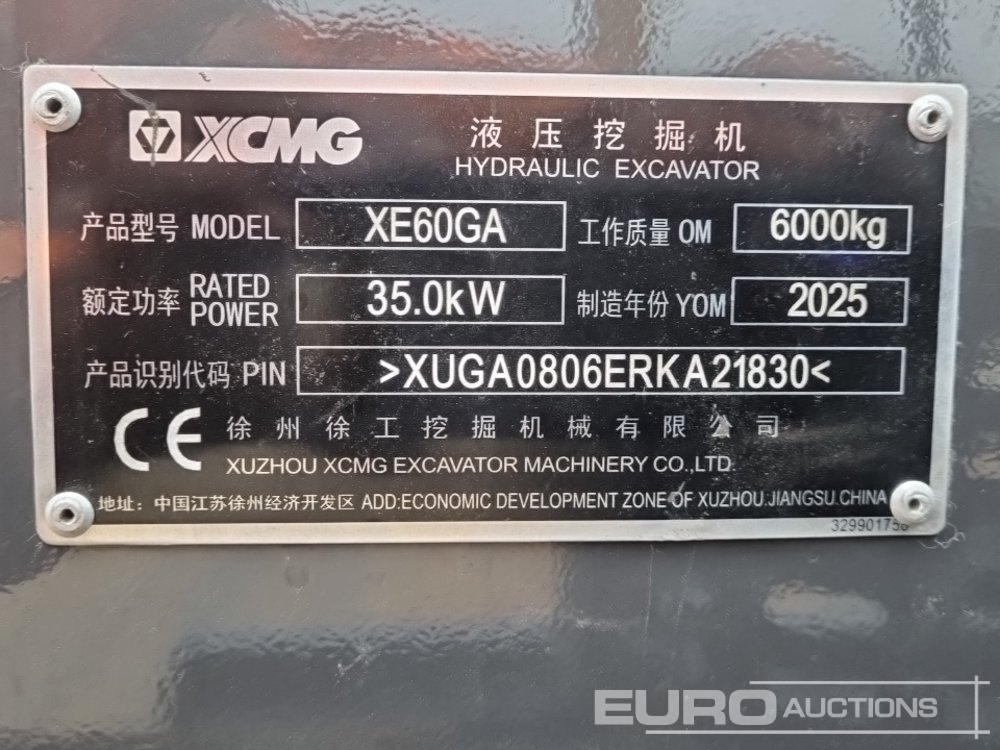 XCMG 液压挖掘机
HYDRAULIC EXCAVATOR
产品型号 MODEL XE60GA 工作质量 OM 6000kg
额定功率 RATED POWER 35.0kW 制造年份 YOM 2025
产品识别代码 PIN >XUGA0806ERKA21830<
CE 徐州徐工挖掘机械有限公司
XUZHOU XCMG EXCAVATOR MACHINERY CO.,LTD.
地址: 中国江苏徐州经济开发区 ADD:ECONOMIC DEVELOPMENT ZONE OF XUZHOU.JIANGSU.CHINA
EURO AUCTIONS